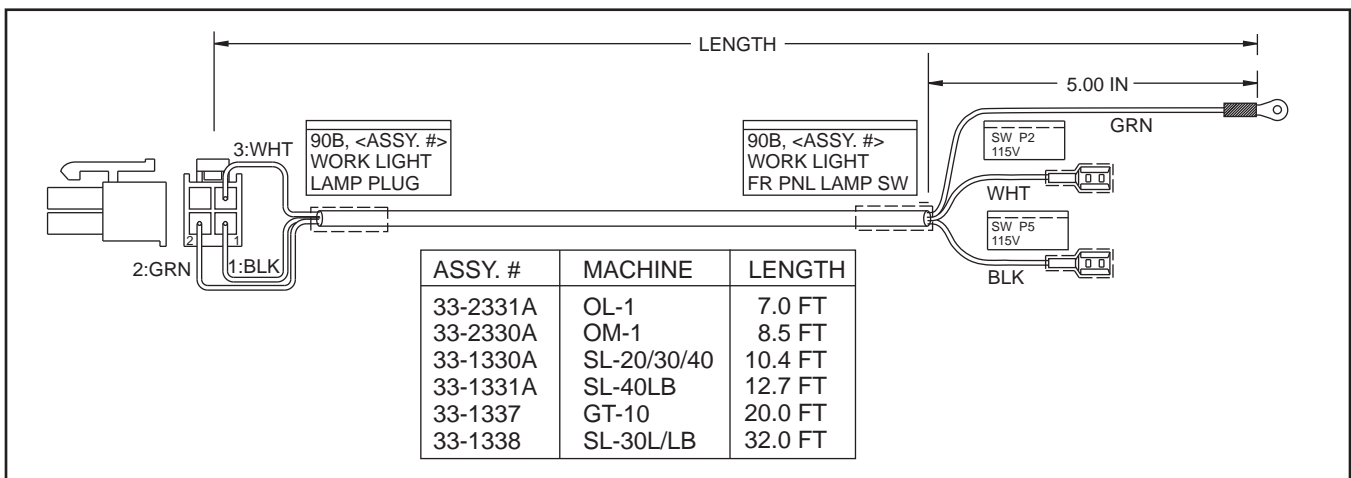 LENGTH
5.00 IN
GRN
90B, <ASSY. #>
WORK LIGHT
LAMP PLUG
90B, <ASSY. #>
WORK LIGHT
FR PNL LAMP SW
SW P2
115V
3:WHT
WHT
SW P5
115V
2
1
2:GRN
1:BLK
BLK
ASSY. # MACHINE LENGTH
33-2331A OL-1 7.0 FT
33-2330A OM-1 8.5 FT
33-1330A SL-20/30/40 10.4 FT
33-1331A SL-40LB 12.7 FT
33-1337 GT-10 20.0 FT
33-1338 SL-30L/LB 32.0 FT